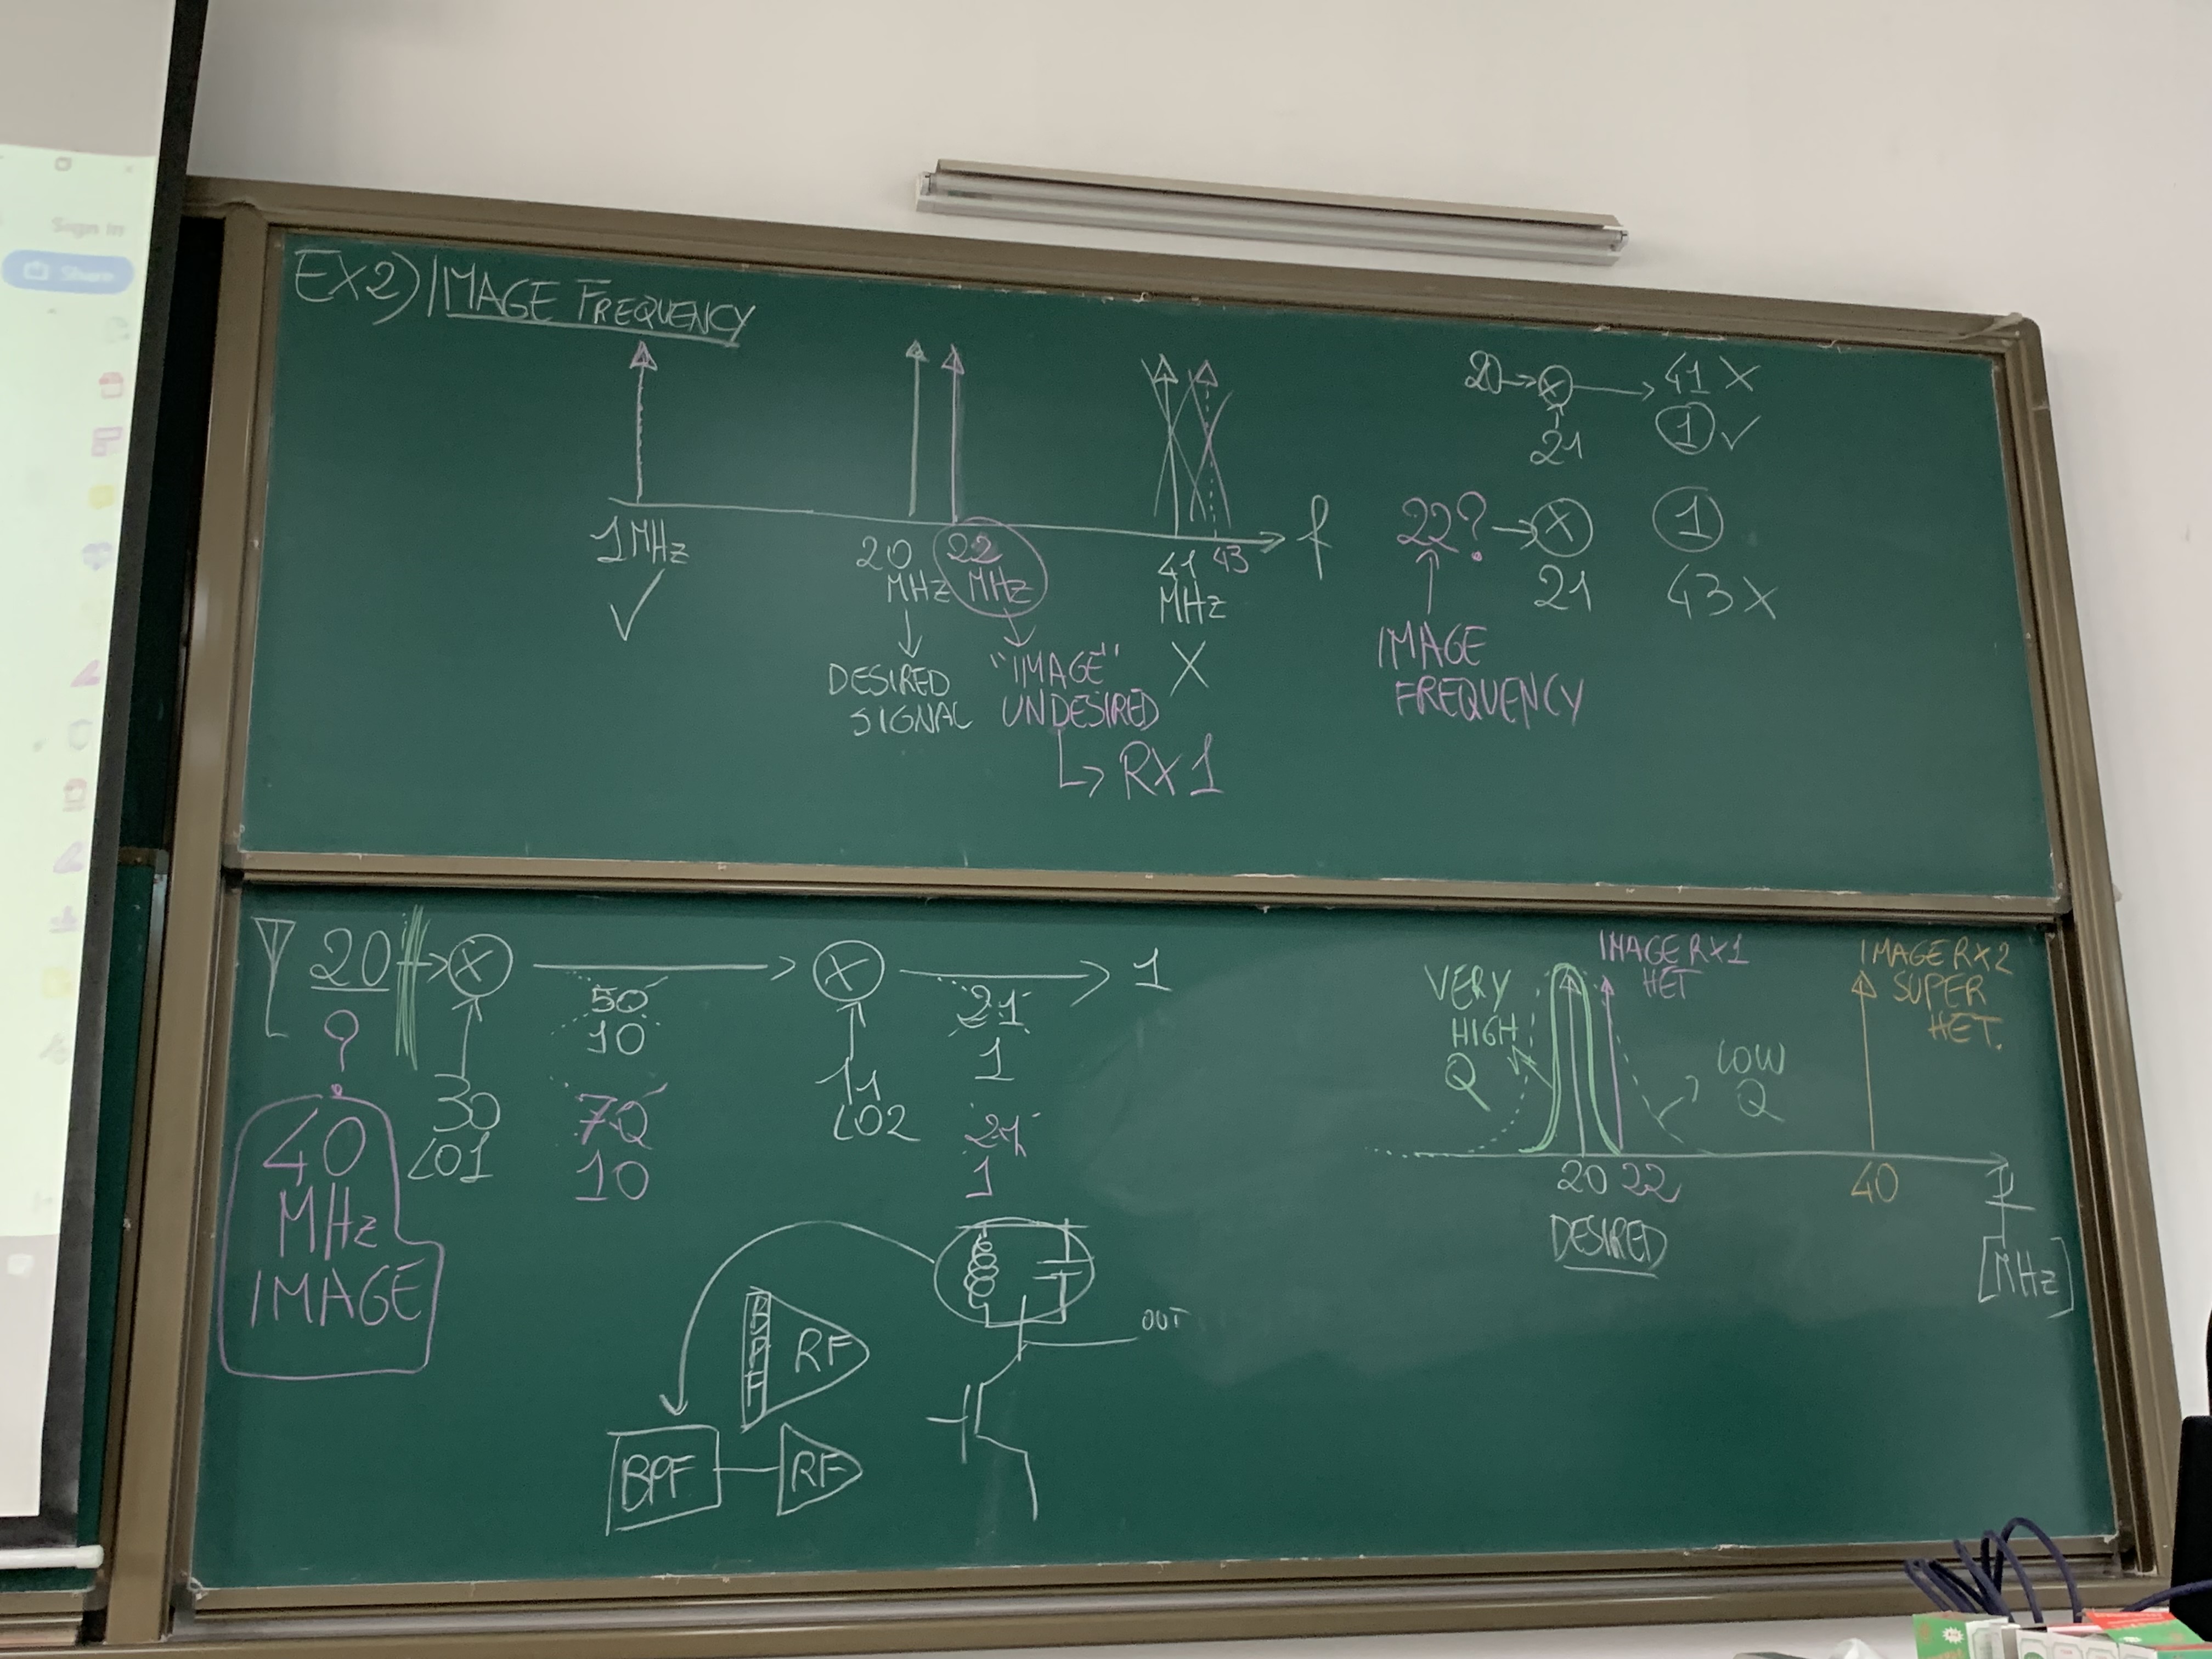 Sign in
Share
EX2) IMAGE FREQUENCY
1 MHz
✓
20 MHz
22 MHz
41 MHz
43
f
X
DESIRED SIGNAL
"IMAGE" UNDESIRED
RX1
20 → X → 41 X
21
1 ✓
22? → X
1
21
43 X
IMAGE
FREQUENCY
20 → X → X → 1
50
10
21
1
?
30
LO1
11
LO2
70
10
21
1
40
MHz
IMAGE
BPF
RF
BPF
RF
OUT
VERY
HIGH
Q
IMAGE RX1
HET
LOW
Q
IMAGE RX2
SUPER
HET.
20
22
40
DESIRED
f
[MHz]